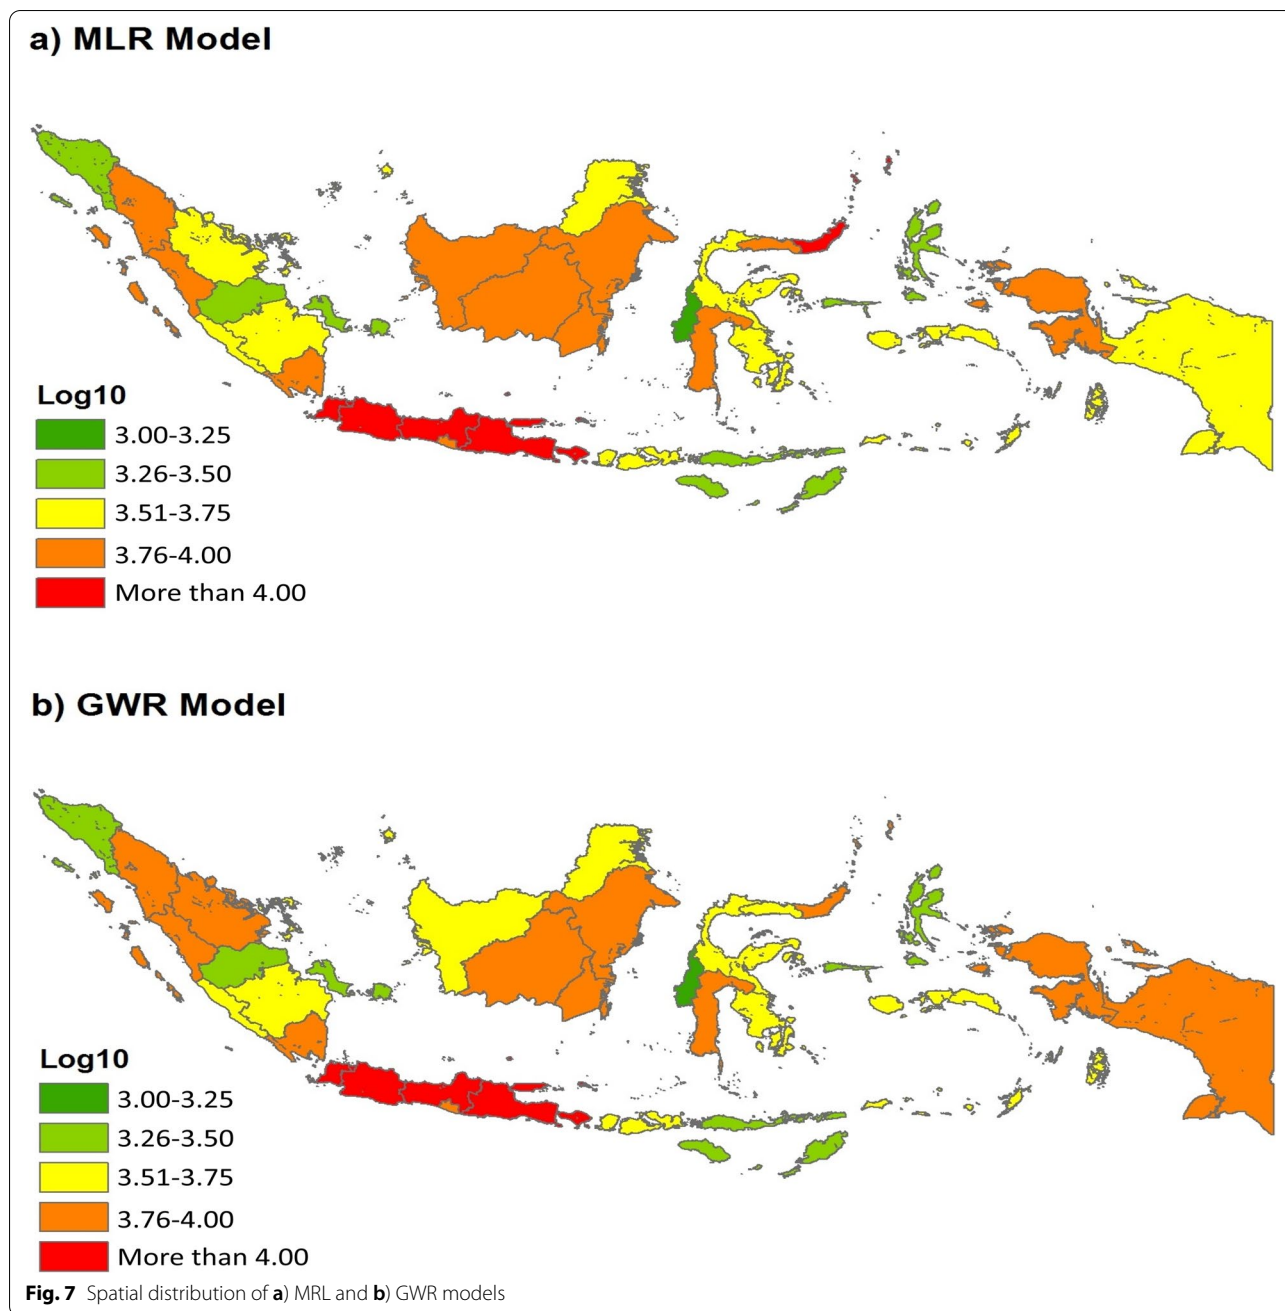 a) MLR Model
Log10
3.00-3.25
3.26-3.50
3.51-3.75
3.76-4.00
More than 4.00
b) GWR Model
Log10
3.00-3.25
3.26-3.50
3.51-3.75
3.76-4.00
More than 4.00
Fig. 7 Spatial distribution of a) MRL and b) GWR models